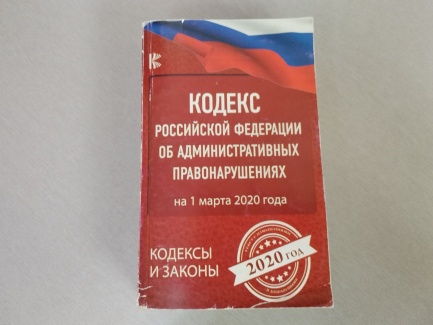 К
КОДЕКС
РОССИЙСКОЙ ФЕДЕРАЦИИ
ОБ АДМИНИСТРАТИВНЫХ
ПРАВОНАРУШЕНИЯХ
на 1 марта 2020 года
КОДЕКСЫ
И ЗАКОНЫ
2020 ГОД